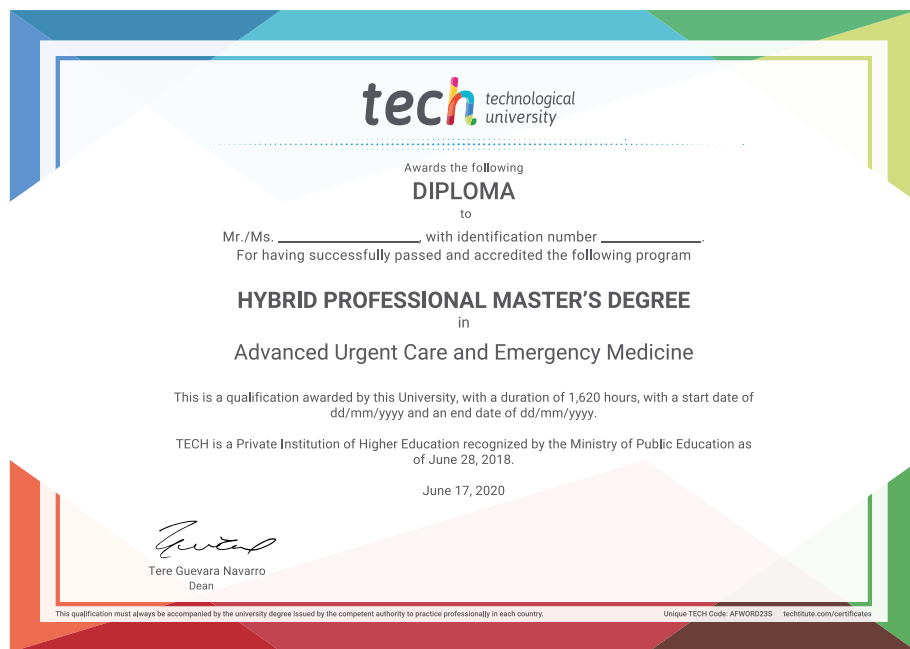 tech technological
university
Awards the following
DIPLOMA
to
Mr./Ms. ____________________, with identification number ______________.
For having successfully passed and accredited the following program
HYBRID PROFESSIONAL MASTER'S DEGREE
in
Advanced Urgent Care and Emergency Medicine
This is a qualification awarded by this University, with a duration of 1,620 hours, with a start date of
dd/mm/yyyy and an end date of dd/mm/yyyy.
TECH is a Private Institution of Higher Education recognized by the Ministry of Public Education as
of June 28, 2018.
June 17, 2020
Tere Guevara Navarro
Dean
This qualification must always be accompanied by the university degree issued by the competent authority to practice professionally in each country. Unique TECH Code: AFWORD23S techtitute.com/certificates